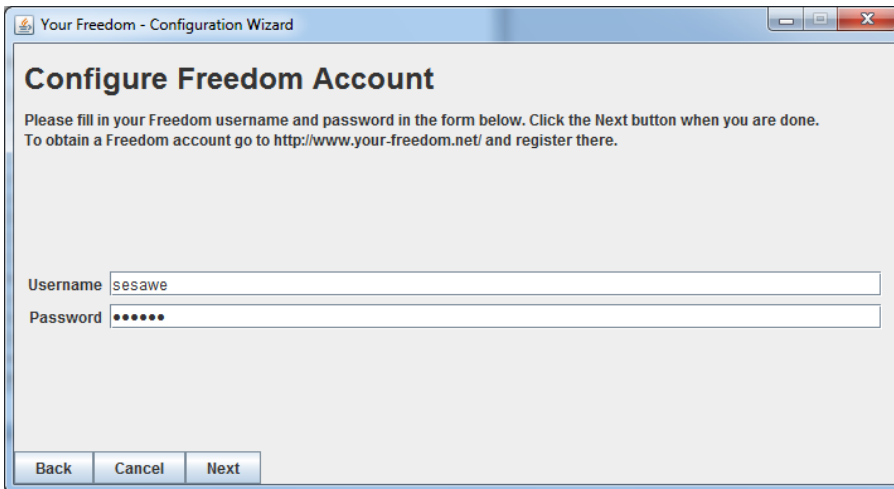 Your Freedom - Configuration Wizard
Configure Freedom Account
Please fill in your Freedom username and password in the form below. Click the Next button when you are done.
To obtain a Freedom account go to http://www.your-freedom.net/ and register there.
Username sesawe
Password ••••••
Back Cancel Next